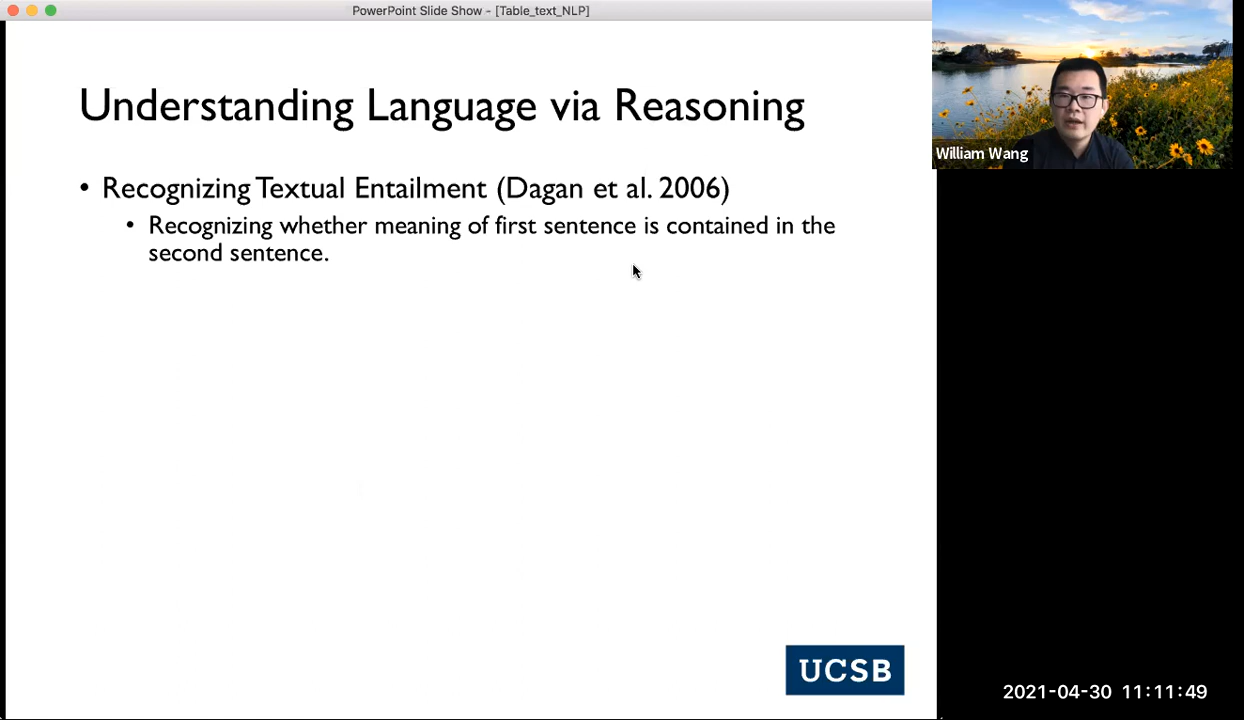 PowerPoint Slide Show - [Table_text_NLP]
William Wang
Understanding Language via Reasoning
• Recognizing Textual Entailment (Dagan et al. 2006)
• Recognizing whether meaning of first sentence is contained in the
second sentence.
UCSB
2021-04-30 11:11:49